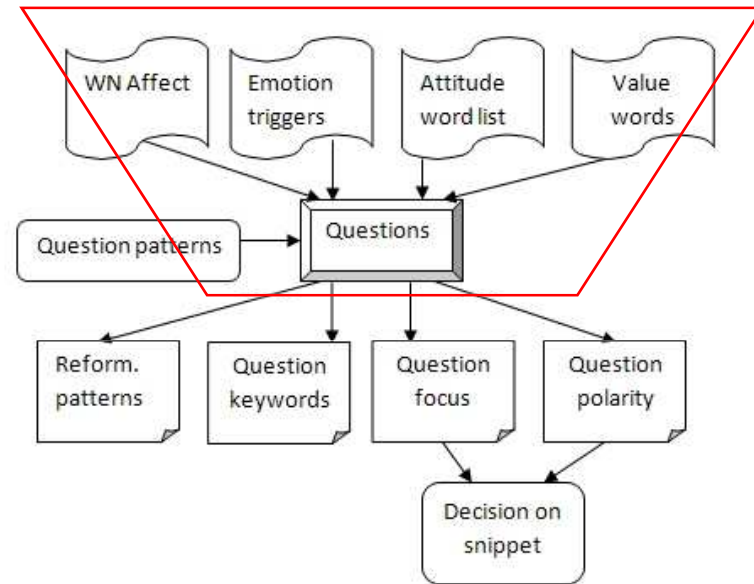 WN Affect
Emotion
triggers
Attitude
word list
Value
words
Question patterns
Questions
Reform.
patterns
Question
keywords
Question
focus
Question
polarity
Decision on
snippet